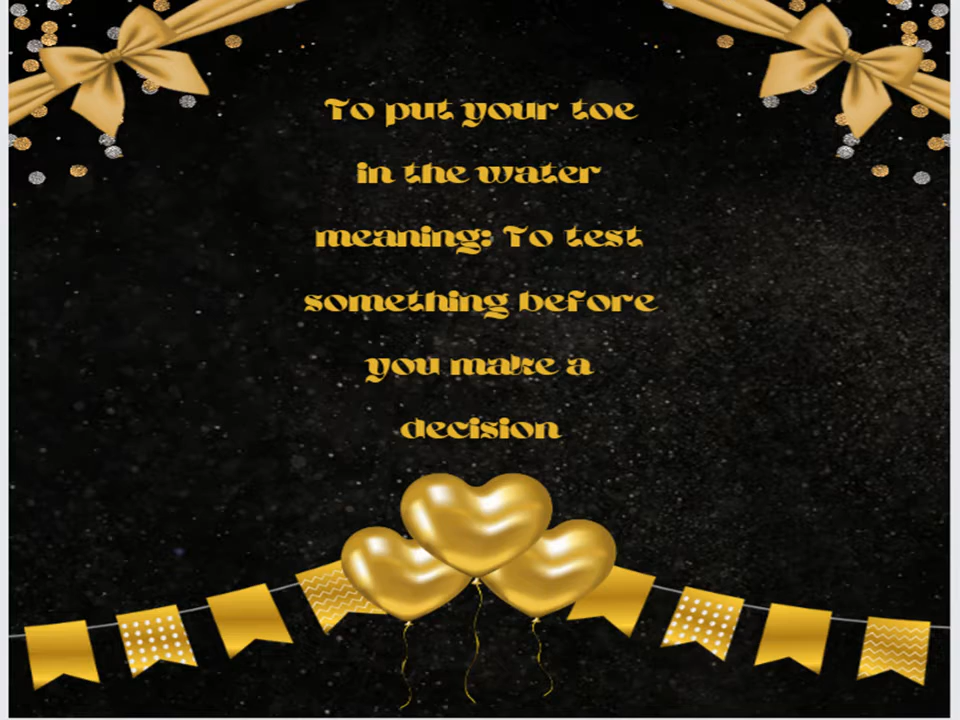 To put your toe
in the water
meaning: To test
something before
you make a
decision